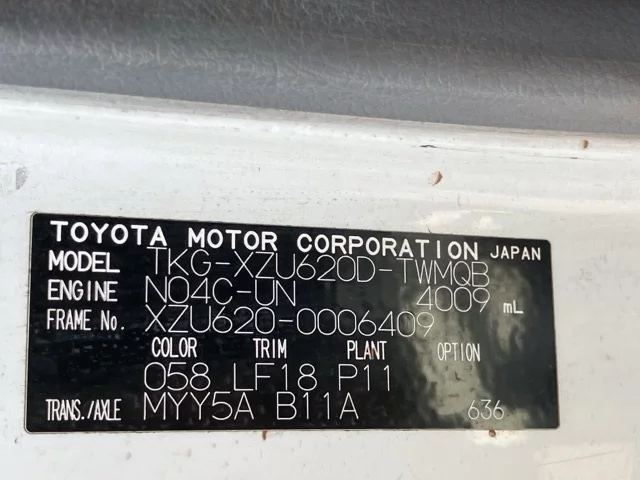 TOYOTA MOTOR CORPORATION JAPAN
MODEL TKG-XZU620D-TWMQB
ENGINE N04C-UN 4009 mL
FRAME No. XZU620-0006409
COLOR TRIM PLANT OPTION
058 LF18 P11
TRANS./AXLE MYY5A B11A 636